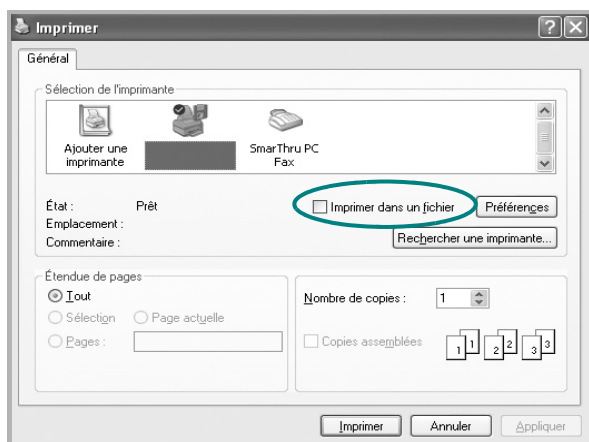 Imprimer
Général
Sélection de l'imprimante
Ajouter une imprimante
SmarThru PC Fax
État : Prêt
Imprimer dans un fichier
Préférences
Emplacement :
Commentaire :
Rechercher une imprimante...
Étendue de pages
Tout
Sélection
Page actuelle
Pages :
Nombre de copies : 1
Copies assemblées
1 1 2 2 3 3
Imprimer
Annuler
Appliquer